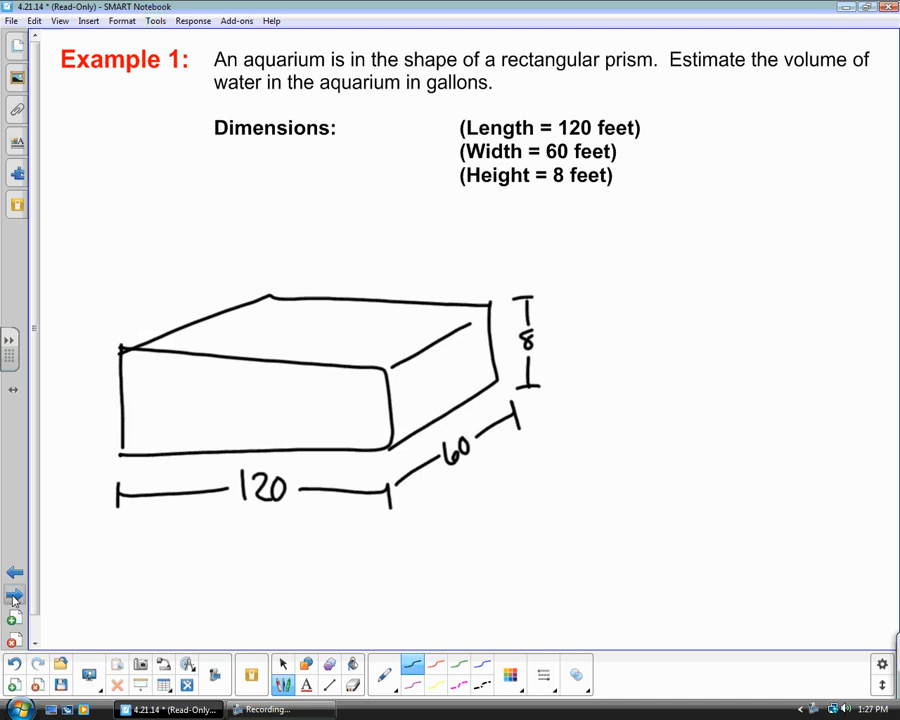 4.21.14 * (Read-Only) - SMART Notebook
File Edit View Insert Format Tools Response Add-ons Help
Example 1: An aquarium is in the shape of a rectangular prism. Estimate the volume of
water in the aquarium in gallons.
Dimensions: (Length = 120 feet)
(Width = 60 feet)
(Height = 8 feet)
8
60
120
4.21.14 * (Read-Only)...
Recording...
1:27 PM